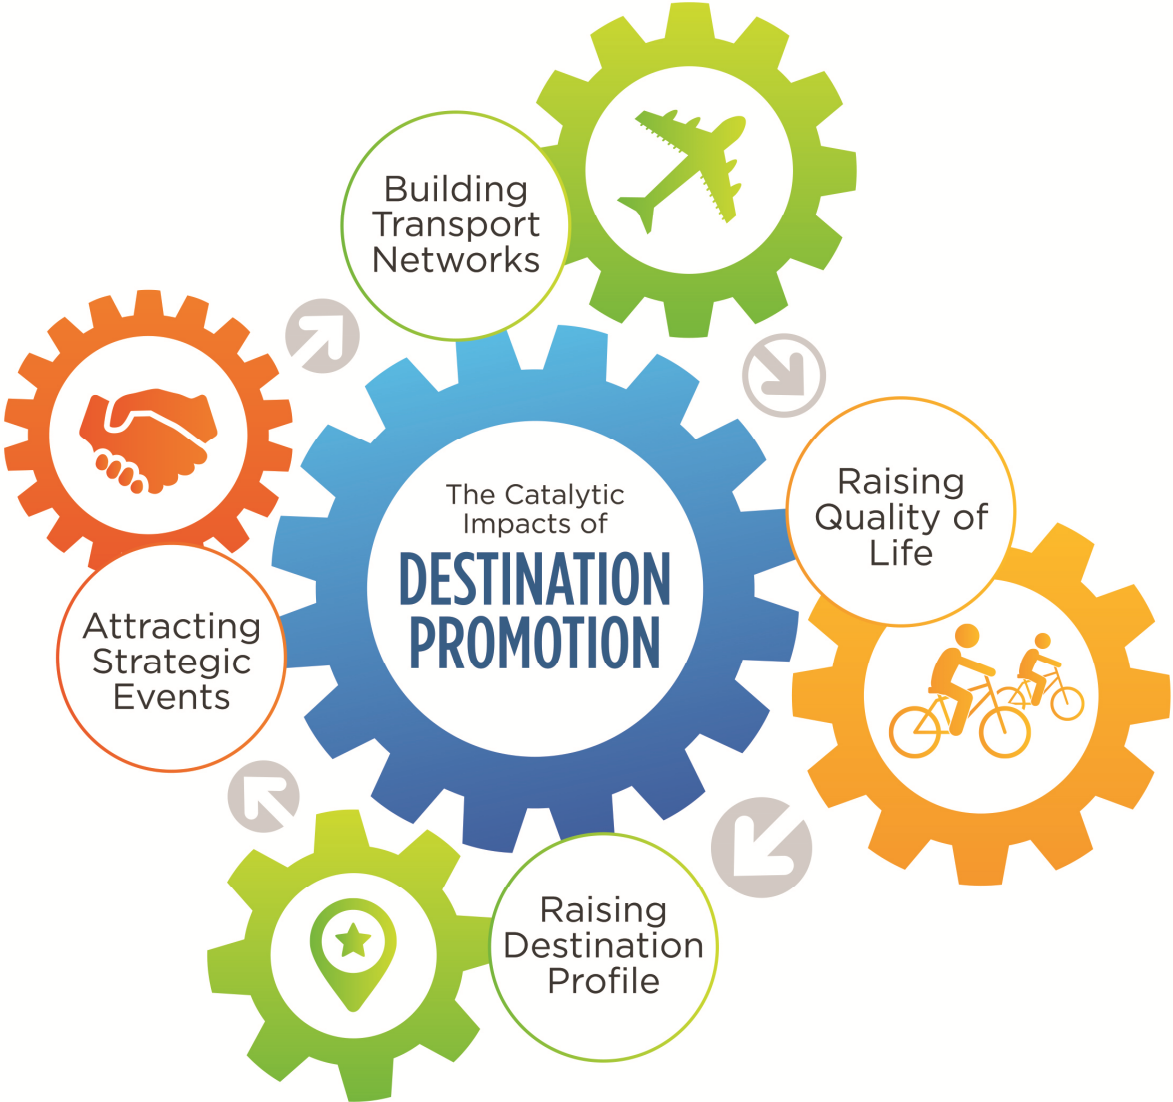 Building
Transport
Networks
The Catalytic
Impacts of
DESTINATION
PROMOTION
Raising
Quality of
Life
Attracting
Strategic
Events
Raising
Destination
Profile